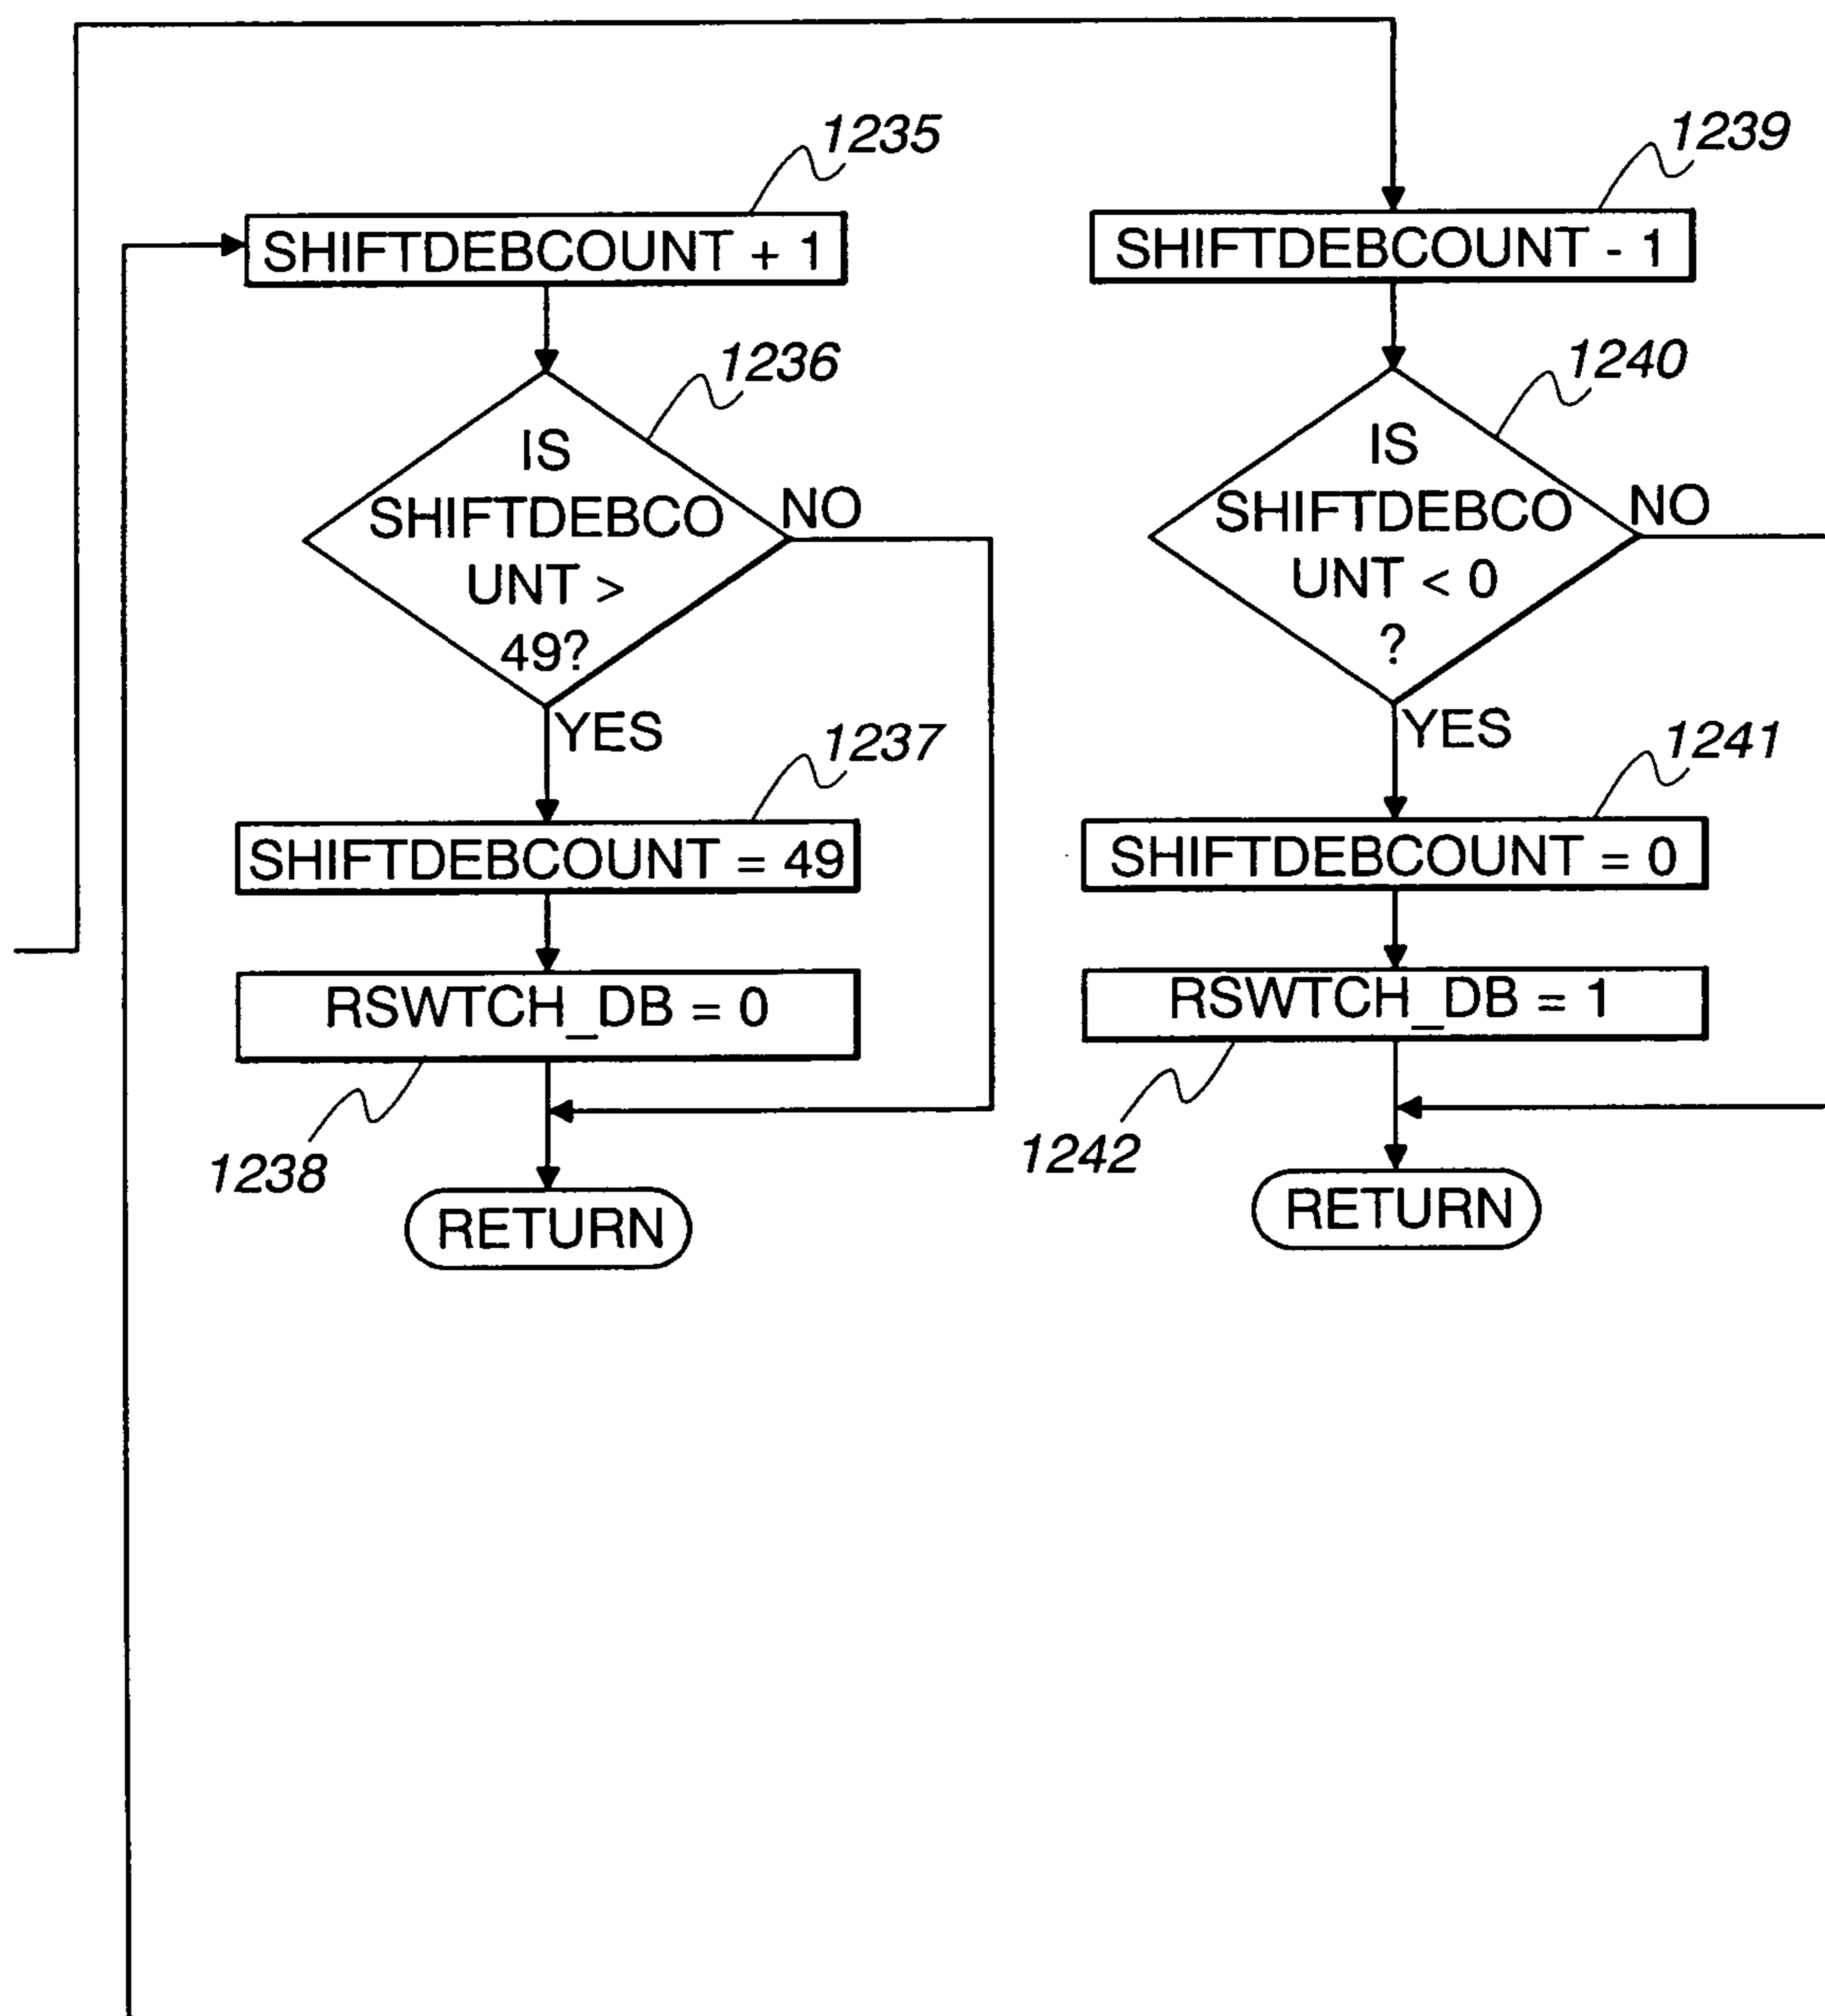 1235
SHIFTDEBCOUNT + 1
1236
IS
SHIFTDEBCO
UNT >
49?
NO
YES
1237
SHIFTDEBCOUNT = 49
RSWTCH_DB = 0
1238
RETURN
1239
SHIFTDEBCOUNT - 1
1240
IS
SHIFTDEBCO
UNT < 0
?
NO
YES
1241
SHIFTDEBCOUNT = 0
RSWTCH_DB = 1
1242
RETURN